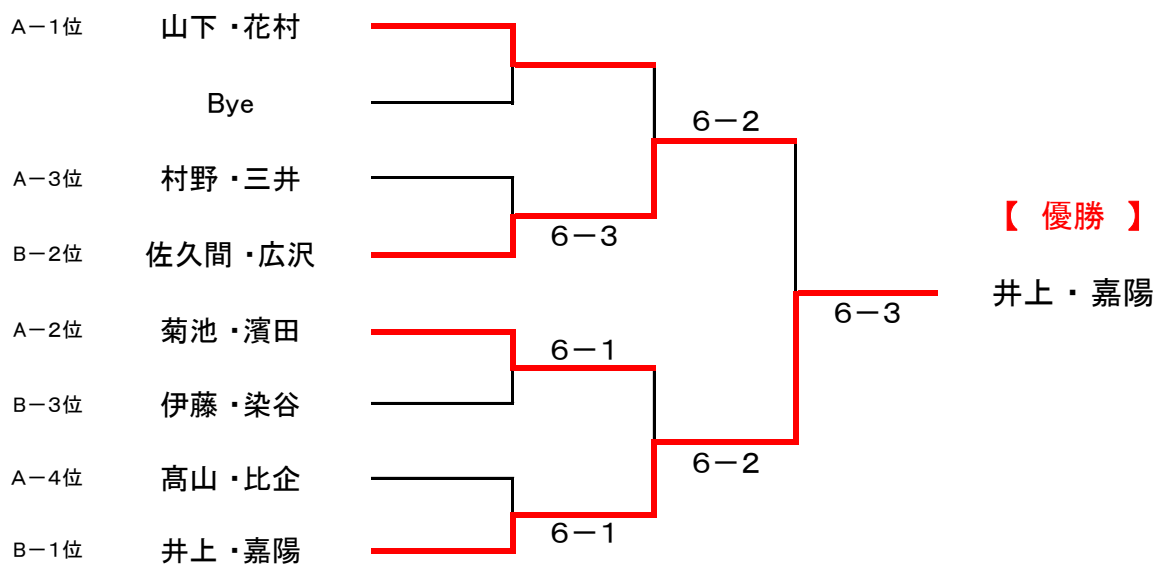 A－1位 山下・花村
Bye
6－2
A－3位 村野・三井
【 優勝 】
6－3
B－2位 佐久間・広沢
井上・嘉陽
6－3
A－2位 菊池・濱田
6－1
B－3位 伊藤・染谷
6－2
A－4位 髙山・比企
6－1
B－1位 井上・嘉陽